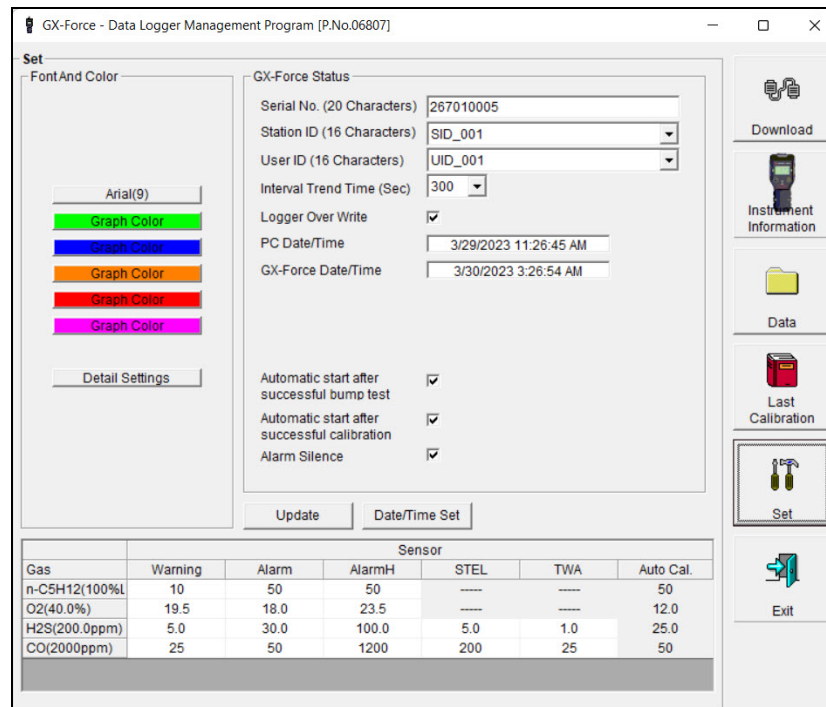 GX-Force - Data Logger Management Program [P.No.06807]
Set
Font And Color
Arial(9)
Graph Color
Graph Color
Graph Color
Graph Color
Graph Color
Detail Settings
GX-Force Status
Serial No. (20 Characters) 267010005
Station ID (16 Characters) SID_001
User ID (16 Characters) UID_001
Interval Trend Time (Sec) 300
Logger Over Write
PC Date/Time 3/29/2023 11:26:45 AM
GX-Force Date/Time 3/30/2023 3:26:54 AM
Automatic start after
successful bump test
Automatic start after
successful calibration
Alarm Silence
Update Date/Time Set
Sensor
Gas Warning Alarm AlarmH STEL TWA Auto Cal.
n-C5H12(100%L 10 50 50 ----- ----- 50
O2(40.0%) 19.5 18.0 23.5 ----- ----- 12.0
H2S(200.0ppm) 5.0 30.0 100.0 5.0 1.0 25.0
CO(2000ppm) 25 50 1200 200 25 50
Download
Instrument
Information
Data
Last
Calibration
Set
Exit